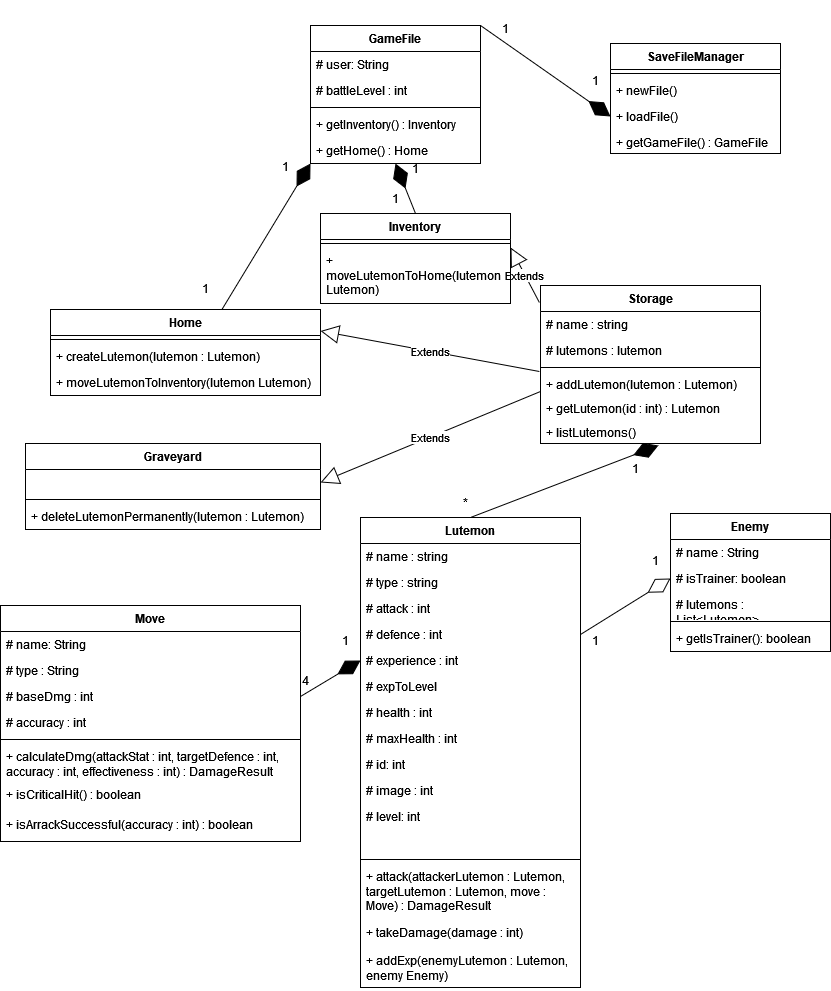 GameFile
# user: String
# battleLevel : int
+ getInventory() : Inventory
+ getHome() : Home
1
1
SaveFileManager
+ newFile()
+ loadFile()
+ getGameFile() : GameFile
1
1
1
1
Inventory
+
moveLutemonToHome(lutemon
Lutemon)
Extends
Home
+ createLutemon(lutemon : Lutemon)
+ moveLutemonToInventory(lutemon Lutemon)
Extends
Storage
# name : string
# lutemons : lutemon
+ addLutemon(lutemon : Lutemon)
+ getLutemon(id : int) : Lutemon
+ listLutemons()
Graveyard
+ deleteLutemonPermanently(lutemon : Lutemon)
Extends
1
*
Lutemon
# name : string
# type : string
# attack : int
# defence : int
# experience : int
# expToLevel
# health : int
# maxHealth : int
# id: int
# image : int
# level: int
+ attack(attackerLutemon : Lutemon,
targetLutemon : Lutemon, move :
Move) : DamageResult
+ takeDamage(damage : int)
+ addExp(enemyLutemon : Lutemon,
enemy Enemy)
Enemy
# name : String
# isTrainer: boolean
# lutemons :
List<Lutemon>
+ getIsTrainer(): boolean
1
1
Move
# name: String
# type : String
# baseDmg : int
# accuracy : int
+ calculateDmg(attackStat : int, targetDefence : int,
accuracy : int, effectiveness : int) : DamageResult
+ isCriticalHit() : boolean
+ isArrackSuccessful(accuracy : int) : boolean
1
4